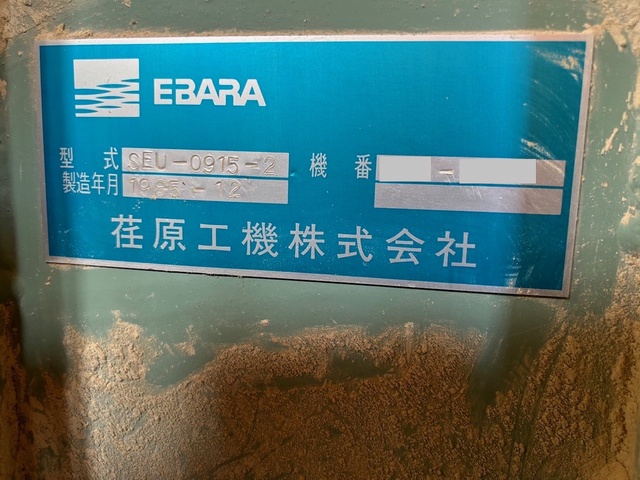 EBARA
型式 SEU-0915-2 機番 -
製造年月 1985-12
荏原工機株式会社